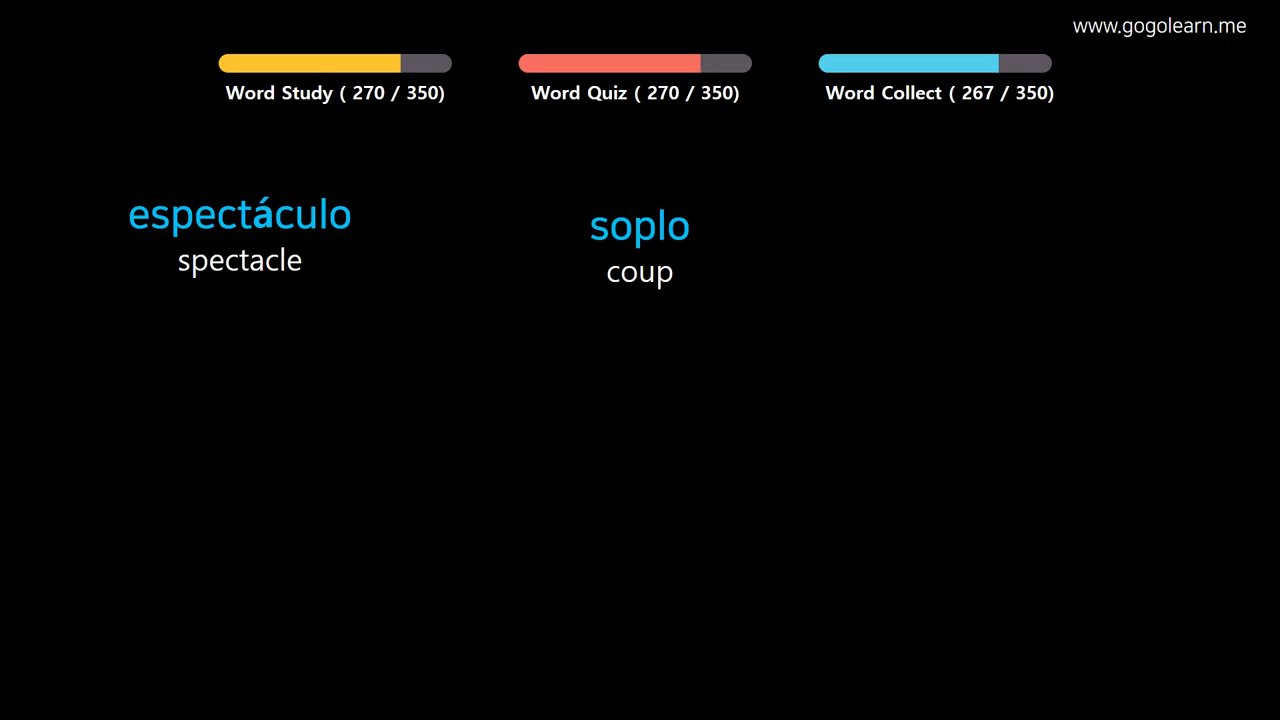 www.gogolearn.me
Word Study ( 270 / 350)
Word Quiz ( 270 / 350)
Word Collect ( 267 / 350)
espectáculo
spectacle
soplo
coup